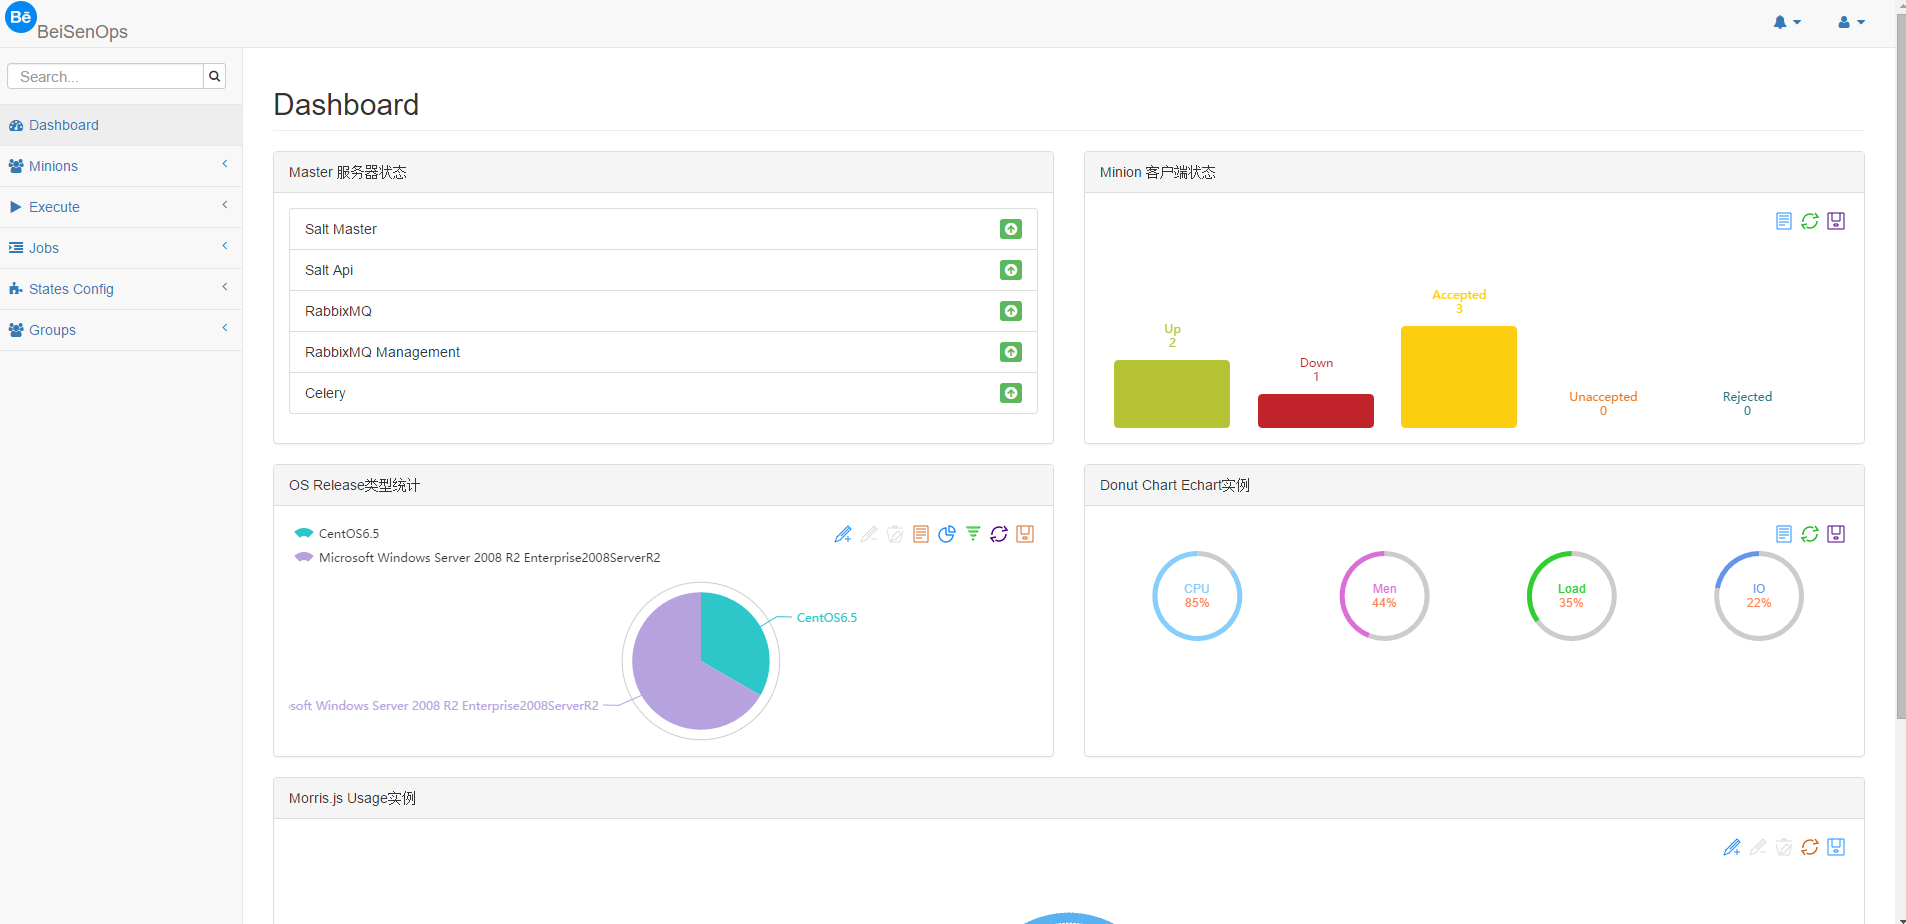 Bē
BeiSenOps
Search...
Dashboard
Minions
Execute
Jobs
States Config
Groups
Dashboard
Master 服务器状态
Salt Master
Salt Api
RabbixMQ
RabbixMQ Management
Celery
Minion 客户端状态
Up
2
Down
1
Accepted
3
Unaccepted
0
Rejected
0
OS Release类型统计
CentOS6.5
Microsoft Windows Server 2008 R2 Enterprise2008ServerR2
CentOS6.5
soft Windows Server 2008 R2 Enterprise2008ServerR2
Donut Chart Echart实例
CPU
85%
Men
44%
Load
35%
IO
22%
Morris.js Usage实例